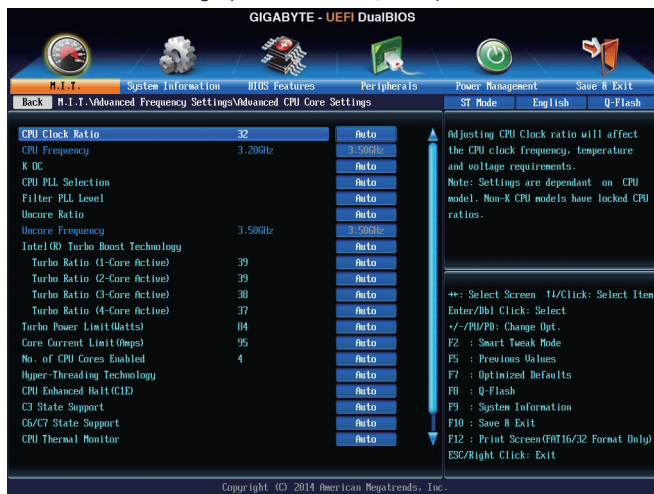 GIGABYTE - UEFI DualBIOS
M.I.T. System Information BIOS Features Peripherals Power Management Save & Exit
Back M.I.T.\Advanced Frequency Settings\Advanced CPU Core Settings ST Mode English Q-Flash
CPU Clock Ratio 32 Auto
CPU Frequency 3.20GHz 3.50GHz
K OC Auto
CPU PLL Selection Auto
Filter PLL Level Auto
Uncore Ratio Auto
Uncore Frequency 3.50GHz 3.50GHz
Intel(R) Turbo Boost Technology Auto
Turbo Ratio (1-Core Active) 39 Auto
Turbo Ratio (2-Core Active) 39 Auto
Turbo Ratio (3-Core Active) 38 Auto
Turbo Ratio (4-Core Active) 37 Auto
Turbo Power Limit(Watts) 84 Auto
Core Current Limit(Amps) 95 Auto
No. of CPU Cores Enabled 4 Auto
Hyper-Threading Technology Auto
CPU Enhanced Halt(C1E) Auto
C3 State Support Auto
C6/C7 State Support Auto
CPU Thermal Monitor Auto
Adjusting CPU Clock ratio will affect
the CPU clock frequency, temperature
and voltage requirements.
Note: Settings are dependant on CPU
model. Non-K CPU models have locked CPU
ratios.
→←: Select Screen ↑↓/Click: Select Item
Enter/Dbl Click: Select
+/-/PU/PD: Change Opt.
F2 : Smart Tweak Mode
F5 : Previous Values
F7 : Optimized Defaults
F8 : Q-Flash
F9 : System Information
F10 : Save & Exit
F12 : Print Screen(FAT16/32 Format Only)
ESC/Right Click: Exit
Copyright (C) 2014 American Megatrends, Inc.